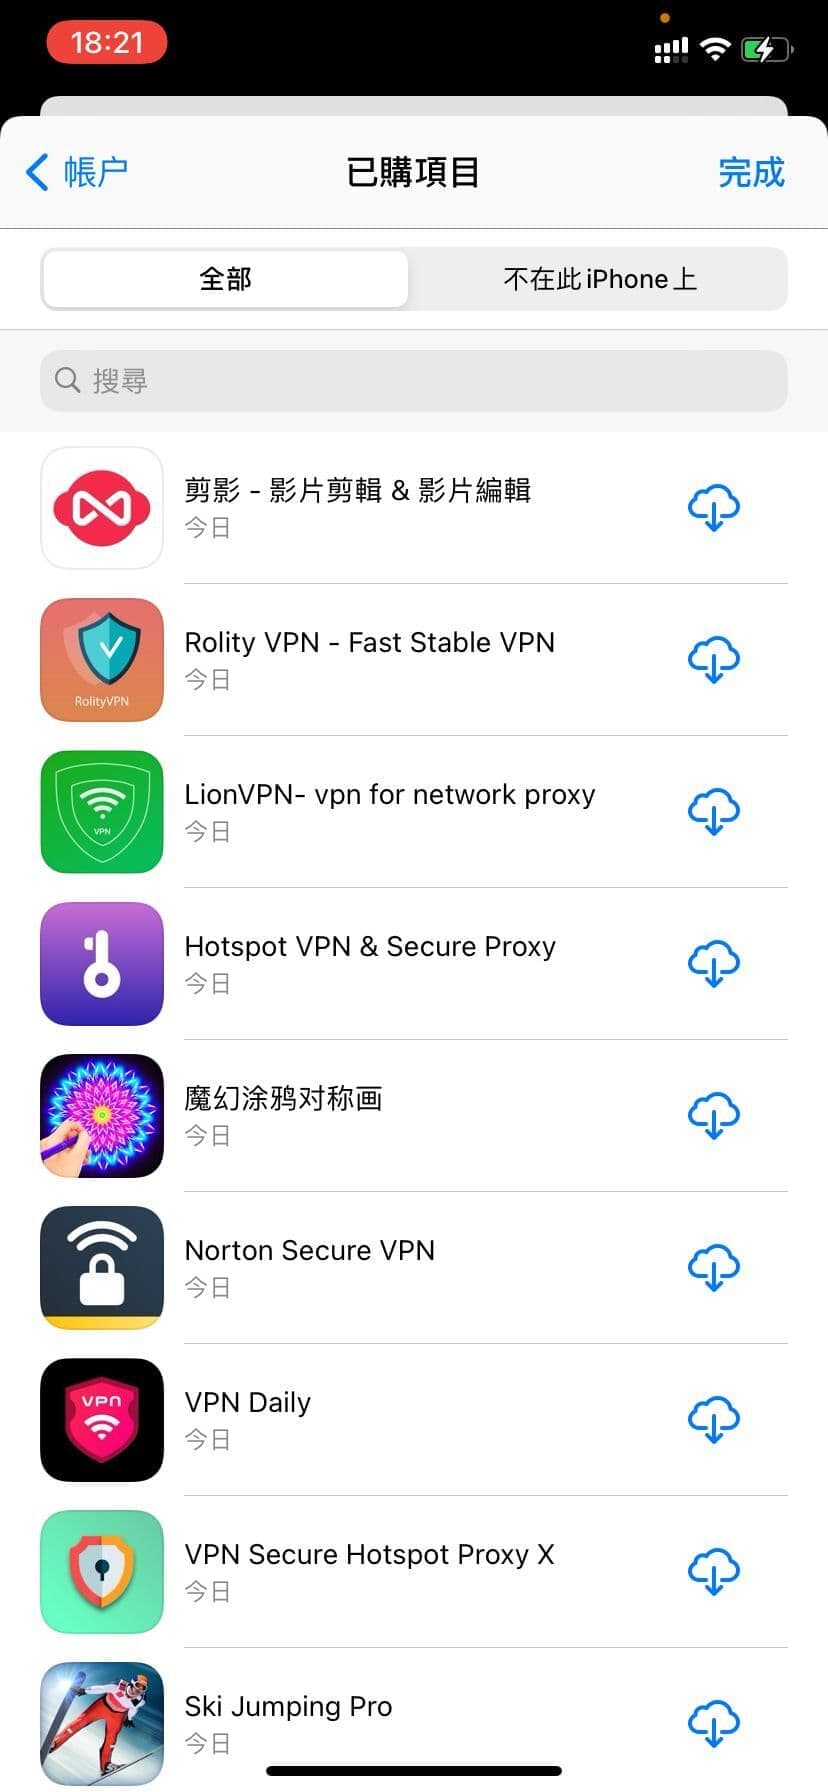 18:21
帳户
已購項目
完成
全部
不在此 iPhone 上
搜尋
剪影 - 影片剪輯 & 影片編輯
今日
RolityVPN
Rolity VPN - Fast Stable VPN
今日
VPN
LionVPN- vpn for network proxy
今日
Hotspot VPN & Secure Proxy
今日
魔幻涂鸦对称画
今日
Norton Secure VPN
今日
VPN
VPN Daily
今日
VPN Secure Hotspot Proxy X
今日
Ski Jumping Pro
今日